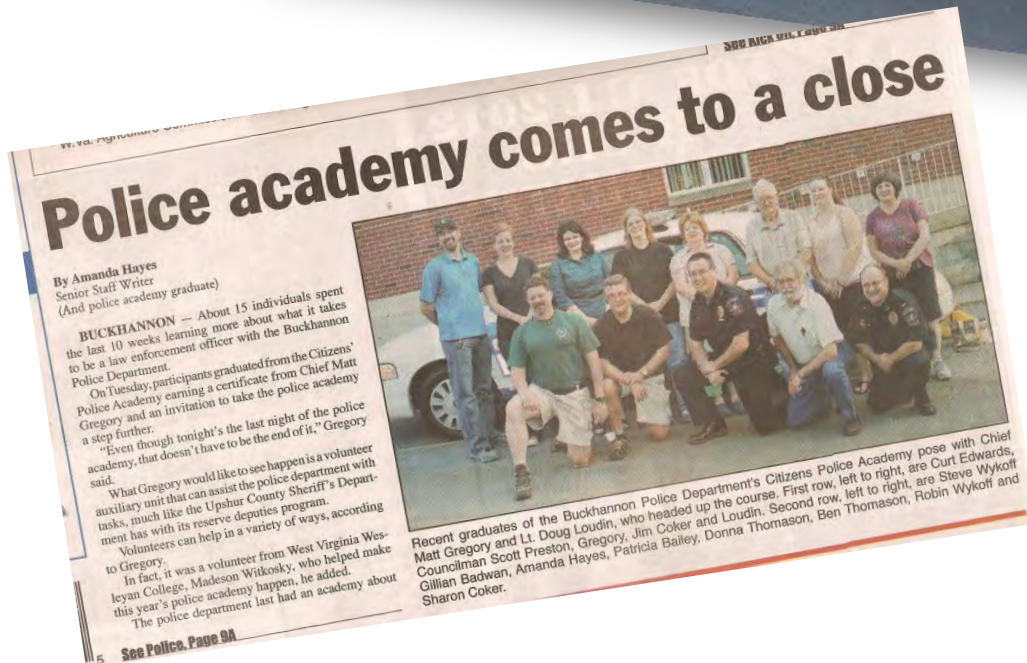 See Kick off, Page 9A
W.Va. Agriculture
Police academy comes to a close
By Amanda Hayes
Senior Staff Writer
(And police academy graduate)
BUCKHANNON — About 15 individuals spent
the last 10 weeks learning more about what it takes
to be a law enforcement officer with the Buckhannon
Police Department.
On Tuesday, participants graduated from the Citizens'
Police Academy earning a certificate from Chief Matt
Gregory and an invitation to take the police academy
a step further.
"Even though tonight's the last night of the police
academy, that doesn't have to be the end of it," Gregory
said.
What Gregory would like to see happen is a volunteer
auxiliary unit that can assist the police department with
tasks, much like the Upshur County Sheriff's Depart-
ment has with its reserve deputies program.
Volunteers can help in a variety of ways, according
to Gregory.
In fact, it was a volunteer from West Virginia Wes-
leyan College, Madeson Witkosky, who helped make
this year's police academy happen, he added.
The police department last had an academy about
See Police, Page 9A
5
Recent graduates of the Buckhannon Police Department's Citizens Police Academy pose with Chief
Matt Gregory and Lt. Doug Loudin, who headed up the course. First row, left to right, are Curt Edwards,
Councilman Scott Preston, Gregory, Jim Coker and Loudin. Second row, left to right, are Steve Wykoff
Gillian Badwan, Amanda Hayes, Patricia Bailey, Donna Thomason, Ben Thomason, Robin Wykoff and
Sharon Coker.